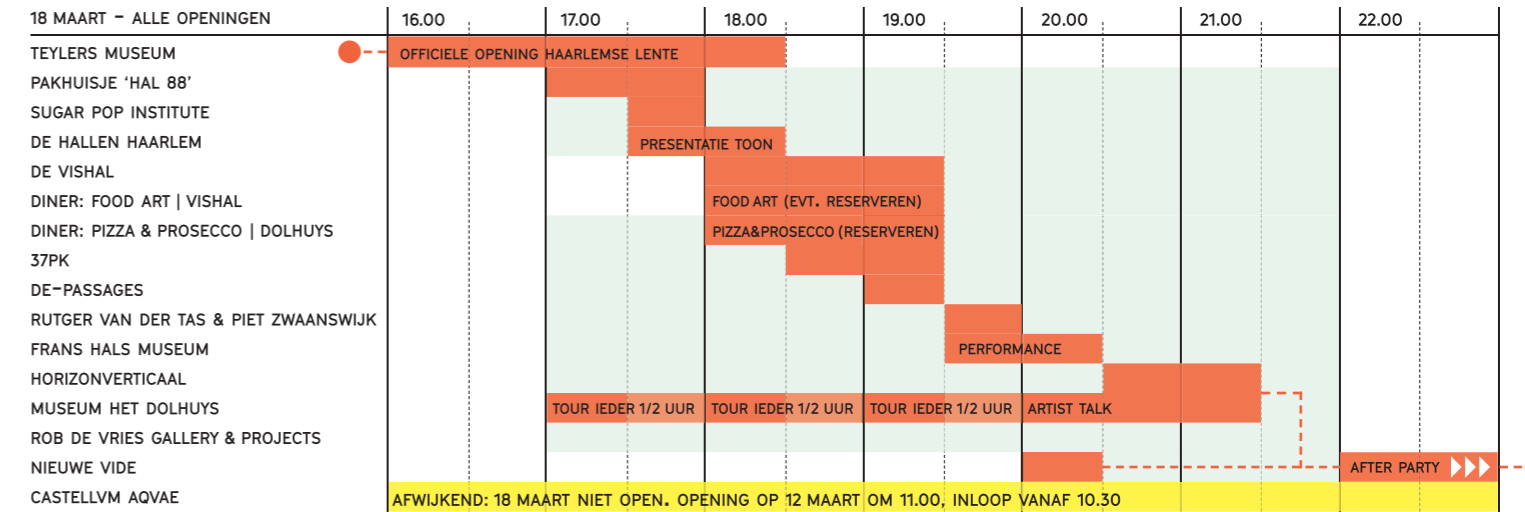 18 MAART – ALLE OPENINGEN 16.00 17.00 18.00 19.00 20.00 21.00 22.00
TEYLERS MUSEUM OFFICIELE OPENING HAARLEMSE LENTE
PAKHUISJE ‘HAL 88’
SUGAR POP INSTITUTE
DE HALLEN HAARLEM PRESENTATIE TOON
DE VISHAL
DINER: FOOD ART | VISHAL FOOD ART (EVT. RESERVEREN)
DINER: PIZZA & PROSECCO | DOLHUYS PIZZA&PROSECCO (RESERVEREN)
37PK
DE-PASSAGES
RUTGER VAN DER TAS & PIET ZWAANSWIJK
FRANS HALS MUSEUM PERFORMANCE
HORIZONVERTICAAL
MUSEUM HET DOLHUYS TOUR IEDER 1/2 UUR TOUR IEDER 1/2 UUR TOUR IEDER 1/2 UUR ARTIST TALK
ROB DE VRIES GALLERY & PROJECTS
NIEUWE VIDE AFTER PARTY
CASTELLVM AQVAE AFWIJKEND: 18 MAART NIET OPEN. OPENING OP 12 MAART OM 11.00, INLOOP VANAF 10.30